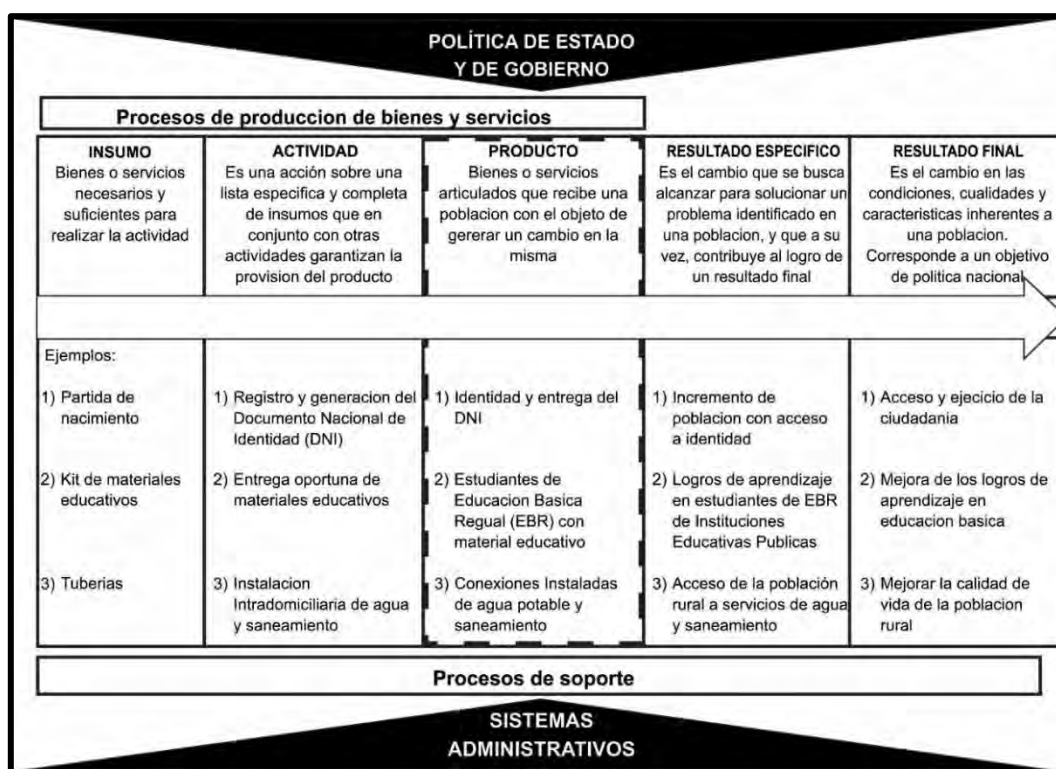 POLÍTICA DE ESTADO
Y DE GOBIERNO
Procesos de produccion de bienes y servicios
INSUMO
Bienes o servicios
necesarios y
suficientes para
realizar la actividad
ACTIVIDAD
Es una acción sobre una
lista especifica y completa
de insumos que en
conjunto con otras
actividades garantizan la
provision del producto
PRODUCTO
Bienes o servicios
articulados que recibe una
poblacion con el objeto de
gererar un cambio en la
misma
RESULTADO ESPECIFICO
Es el cambio que se busca
alcanzar para solucionar un
problema identificado en
una poblacion, y que a su
vez, contribuye al logro de
un resultado final
RESULTADO FINAL
Es el cambio en las
condiciones, cualidades y
caracteristicas inherentes a
una poblacion.
Corresponde a un objetivo
de politica nacional
Ejemplos:
1) Partida de
nacimiento
1) Registro y generacion del
Documento Nacional de
Identidad (DNI)
1) Identidad y entrega del
DNI
1) Incremento de
poblacion con acceso
a identidad
1) Acceso y ejecicio de la
ciudadania
2) Kit de materiales
educativos
2) Entrega oportuna de
materiales educativos
2) Estudiantes de
Educacion Basica
Regual (EBR) con
material educativo
2) Logros de aprendizaje
en estudiantes de EBR
de Instituciones
Educativas Publicas
2) Mejora de los logros de
aprendizaje en
educacion basica
3) Tuberias
3) Instalacion
Intradomiciliaria de agua
y saneamiento
3) Conexiones Instaladas
de agua potable y
saneamiento
3) Acceso de la población
rural a servicios de agua
y saneamiento
3) Mejorar la calidad de
vida de la poblacion
rural
Procesos de soporte
SISTEMAS
ADMINISTRATIVOS